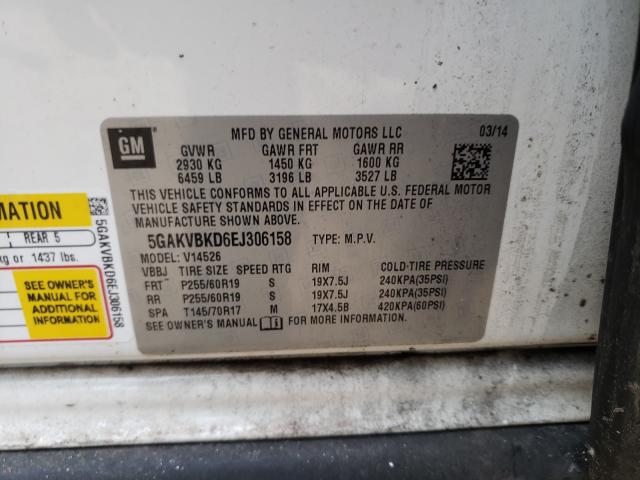 GM
MFD BY GENERAL MOTORS LLC 03/14
GVWR GAWR FRT GAWR RR
2930 KG 1450 KG 1600 KG
6459 LB 3196 LB 3527 LB
THIS VEHICLE CONFORMS TO ALL APPLICABLE U.S. FEDERAL MOTOR
VEHICLE SAFETY STANDARDS IN EFFECT ON THE DATE OF
MANUFACTURE SHOWN ABOVE.
5GAKVBKD6EJ306158 TYPE: M.P.V.
MODEL: V14526
VBBJ TIRE SIZE SPEED RTG RIM COLD-TIRE PRESSURE
FRT P255/60R19 S 19X7.5J 240KPA(35PSI)
RR P255/60R19 S 19X7.5J 240KPA(35PSI)
SPA T145/70R17 M 17X4.5B 420KPA(60PSI)
SEE OWNER'S MANUAL FOR MORE INFORMATION.
MATION
REAR 5
kg or 1437 lbs.
SEE OWNER'S
MANUAL FOR
ADDITIONAL
INFORMATION
5GAKVBKD6EJ306158